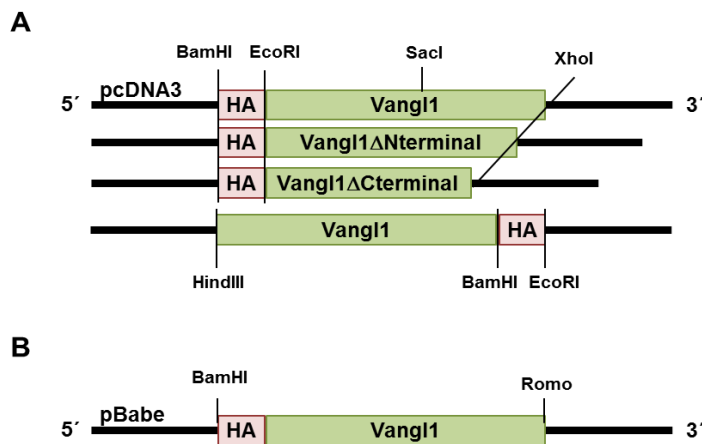 A
BamHI EcoRI SacI XhoI
5´ pcDNA3 HA Vangl1 3´
HA Vangl1ΔNterminal
HA Vangl1ΔCterminal
Vangl1 HA
HindIII BamHI EcoRI
B
BamHI Romo
5´ pBabe HA Vangl1 3´